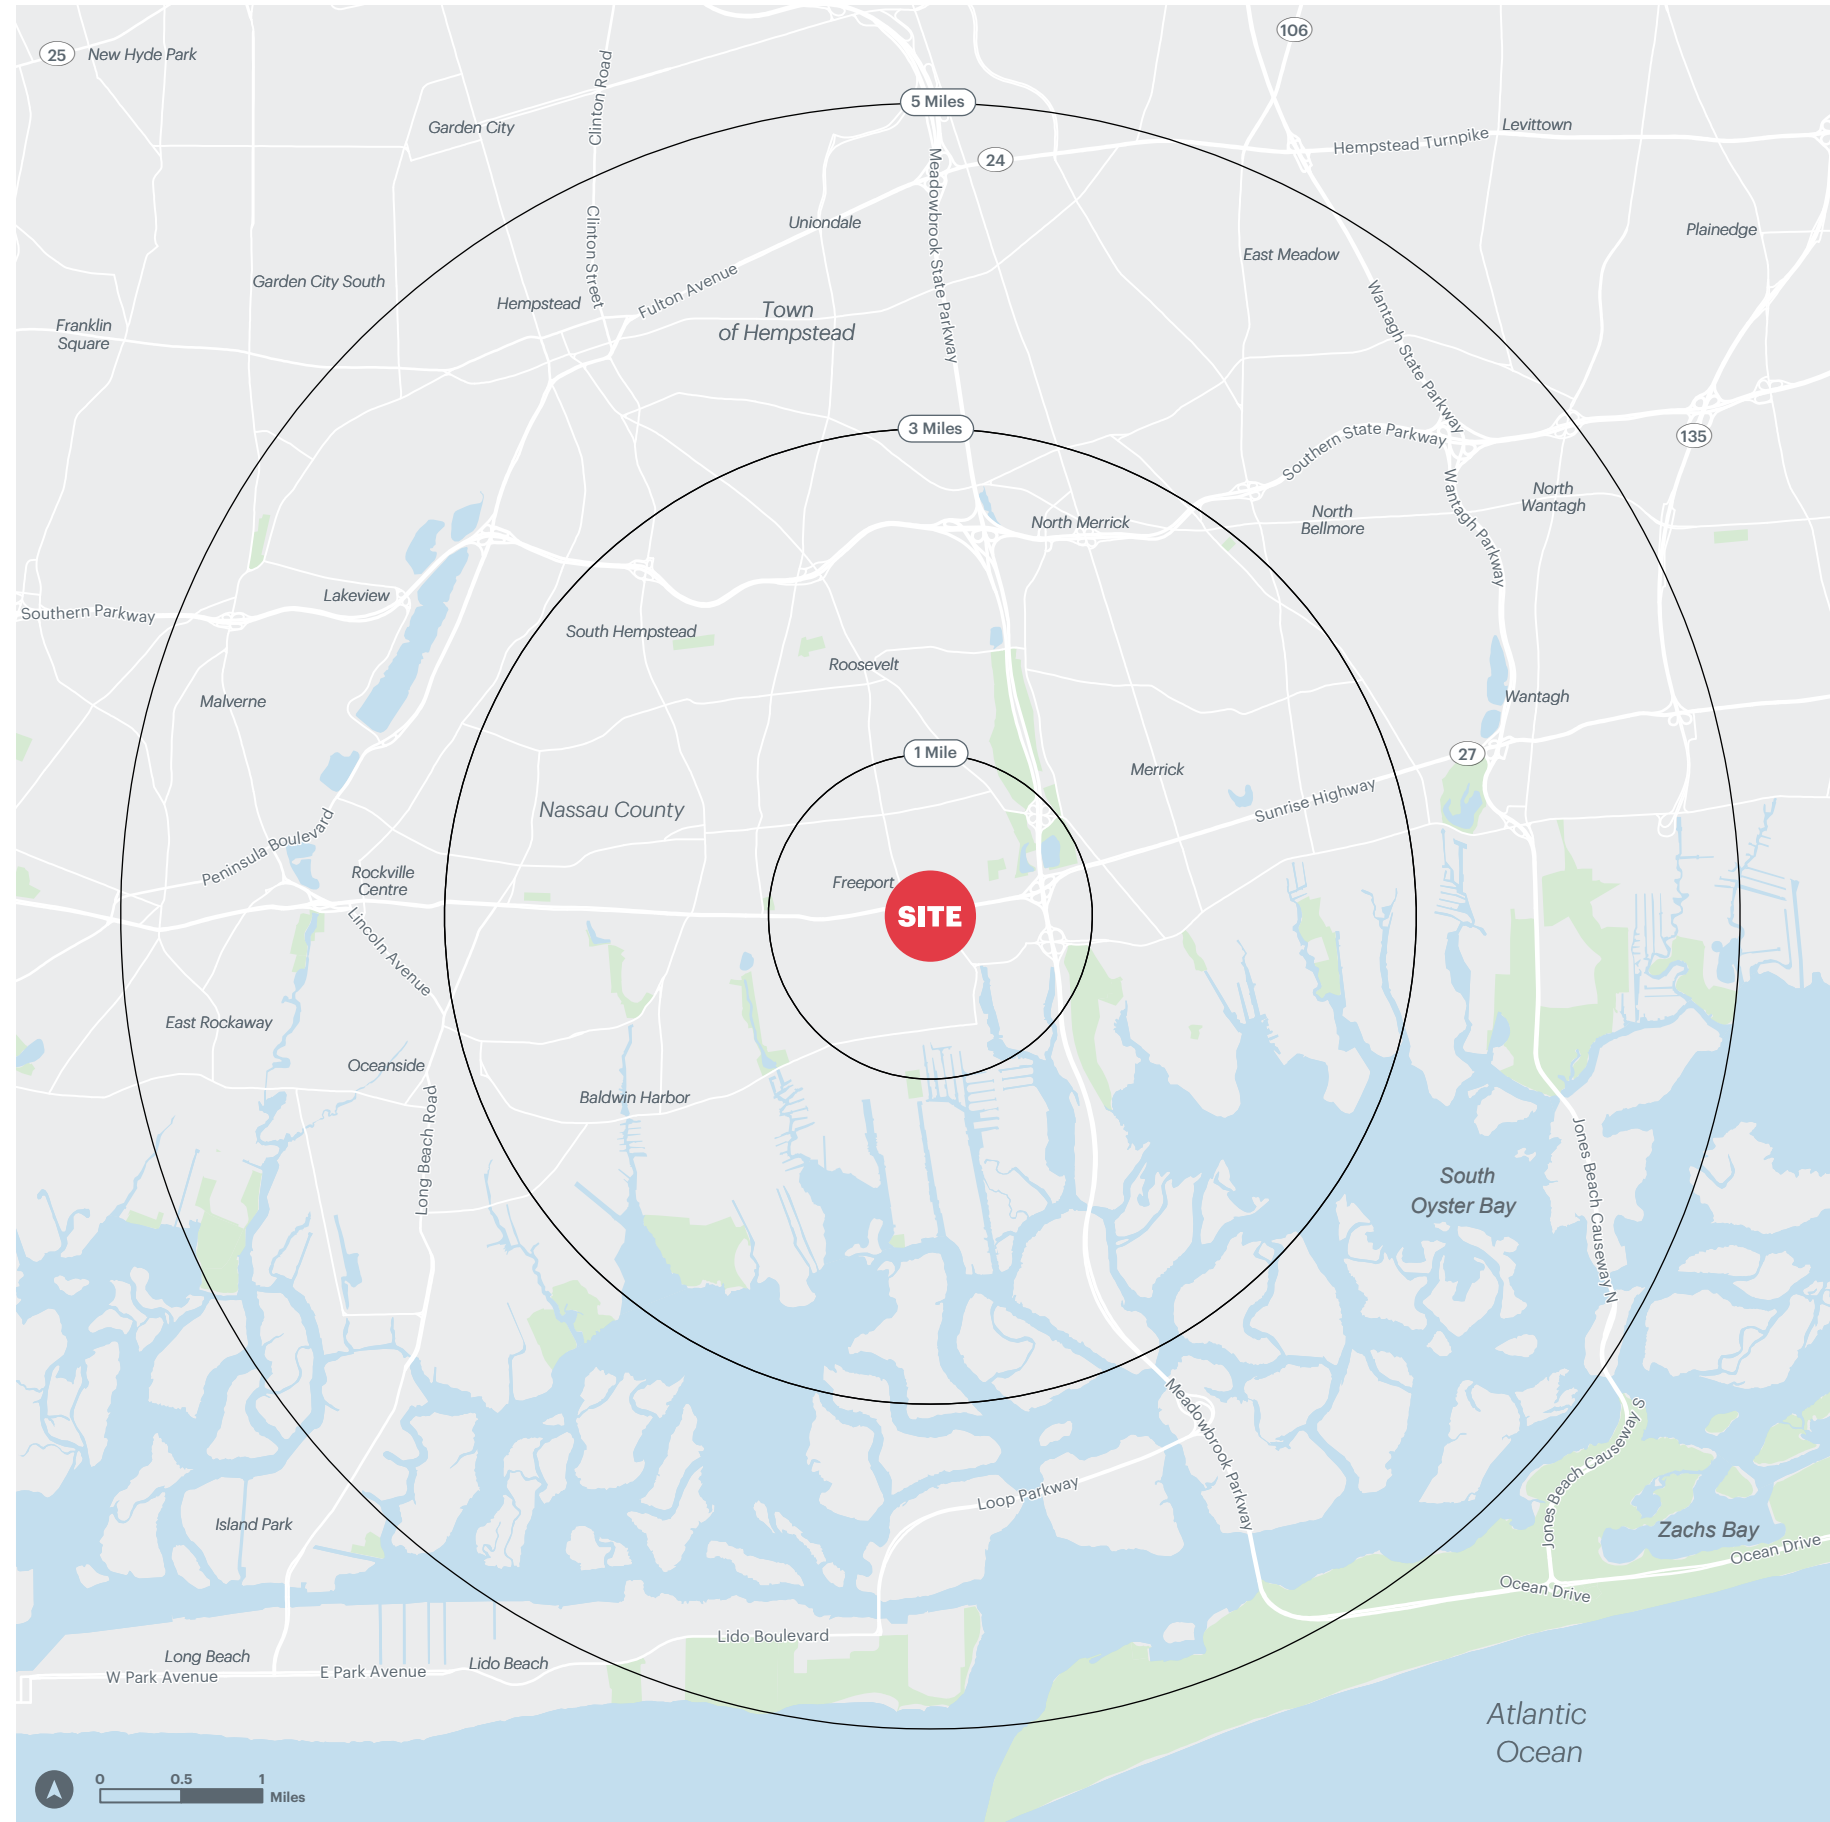 106
25
New Hyde Park
Clinton Road
5 Miles
Garden City
Levittown
Hempstead Turnpike
24
Meadowbrook State Parkway
Clinton Street
Uniondale
Plainedge
East Meadow
Garden City South
Fulton Avenue
Hempstead
Wantagh State Parkway
Town
of Hempstead
Franklin
Square
3 Miles
Southern State Parkway
135
Wantagh Parkway
North
Wantagh
North
Bellmore
North Merrick
Lakeview
Southern Parkway
South Hempstead
Roosevelt
Malverne
Wantagh
1 Mile
27
Merrick
Sunrise Highway
Nassau County
Peninsula Boulevard
Rockville
Centre
Freeport
SITE
Lincoln Avenue
East Rockaway
Oceanside
Baldwin Harbor
Long Beach Road
Jones Beach Causeway N
South
Oyster Bay
Meadowbrook Parkway
Jones Beach Causeway S
Loop Parkway
Island Park
Zachs Bay
Ocean Drive
Ocean Drive
Lido Boulevard
Long Beach
Lido Beach
W Park Avenue
E Park Avenue
Atlantic
Ocean
0 0.5 1
Miles